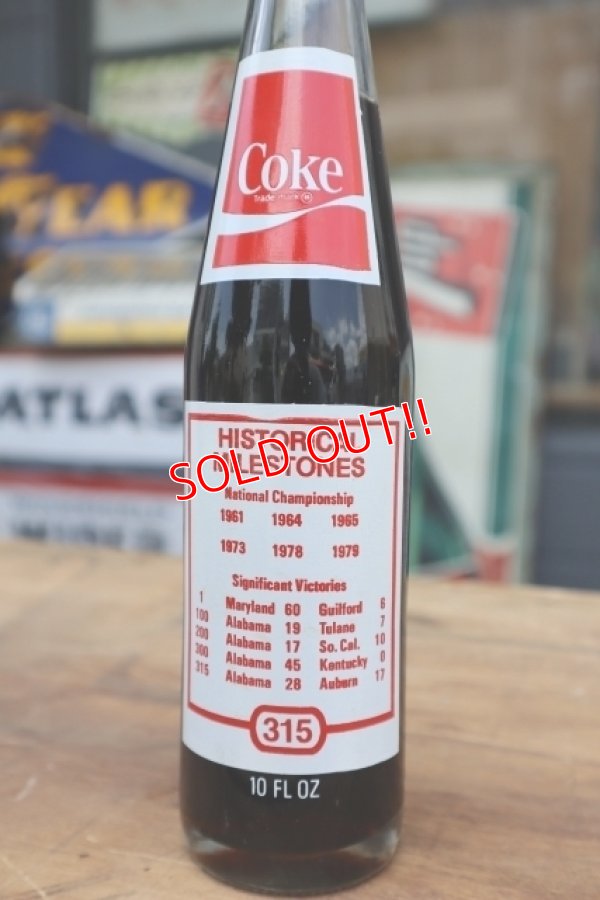 Coke
Trade mark ®
HISTORICAL
MILESTONES
National Championship
1961 1964 1965
1973 1978 1979
Significant Victories
1 Maryland 60 Guilford 6
100 Alabama 19 Tulane 7
200 Alabama 17 So. Cal. 10
300 Alabama 45 Kentucky 0
315 Alabama 28 Auburn 17
315
10 FL OZ
SOLD OUT!!
EAR
ATLAS